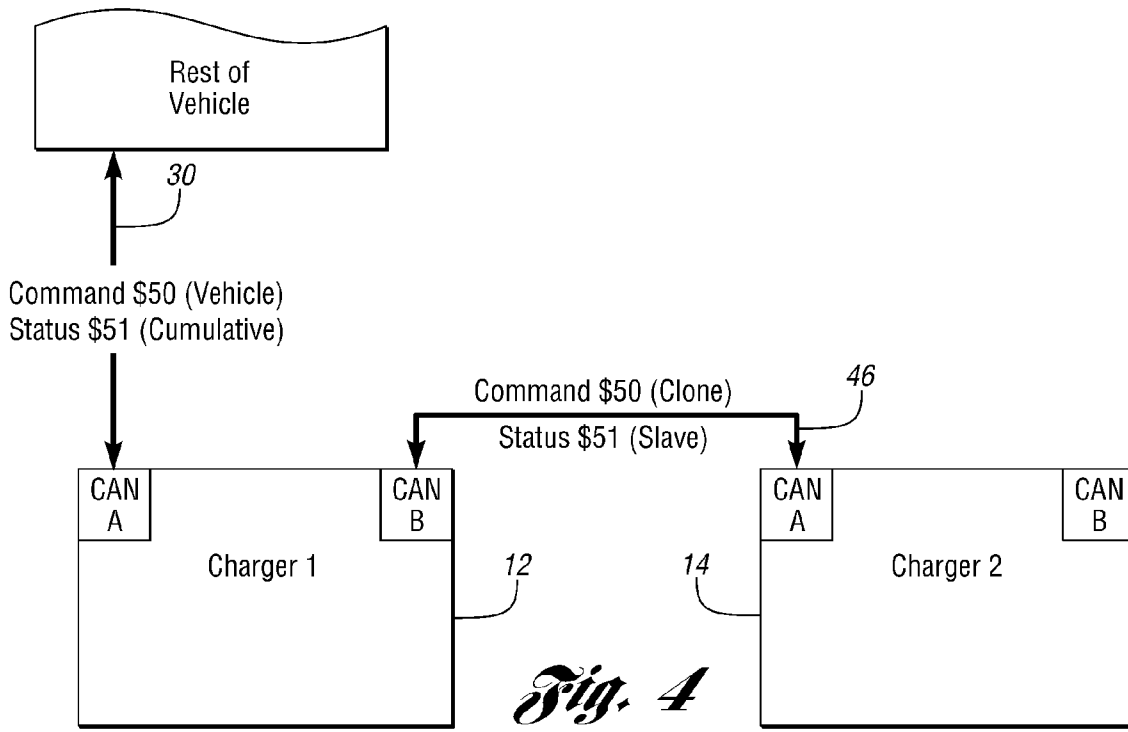 Rest of
Vehicle
30
Command $50 (Vehicle)
Status $51 (Cumulative)
Command $50 (Clone)
Status $51 (Slave)
46
CAN
A
CAN
B
Charger 1
12
CAN
A
CAN
B
Charger 2
14
Fig. 4